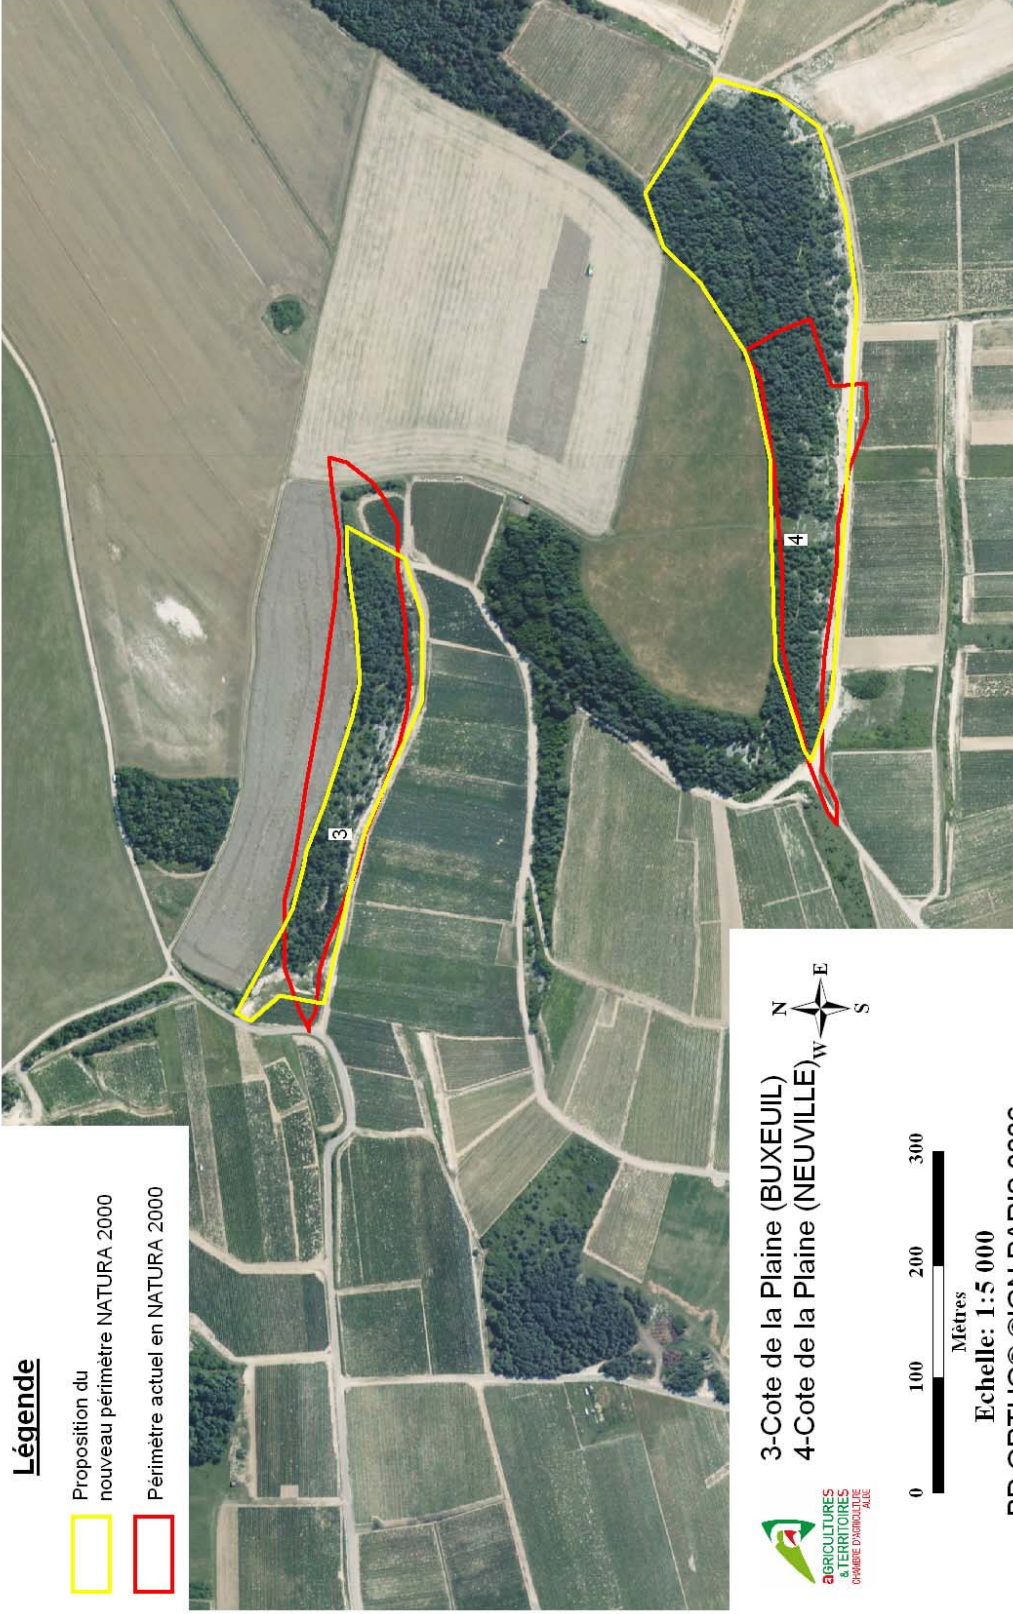 Légende
Proposition du
nouveau périmètre NATURA 2000
Périmètre actuel en NATURA 2000
3
4
3-Cote de la Plaine (BUXEUIL)
4-Cote de la Plaine (NEUVILLE)
N
W
E
S
aGRICULTURES
& TERRITOIRES
CHAMBRE D'AGRICULTURE
AUBE
0 100 200 300
Mètres
Echelle: 1:5 000